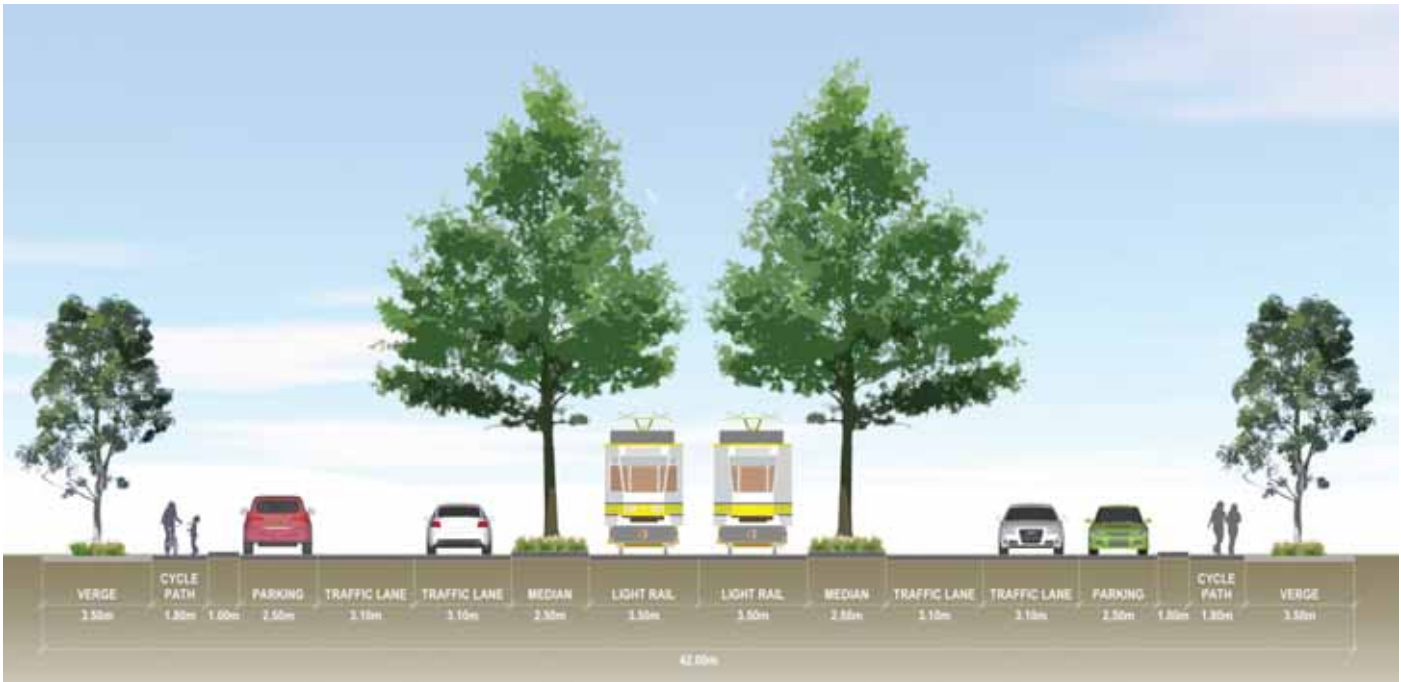 CYCLE CYCLE
VERGE PATH PARKING TRAFFIC LANE TRAFFIC LANE MEDIAN LIGHT RAIL LIGHT RAIL MEDIAN TRAFFIC LANE TRAFFIC LANE PARKING PATH VERGE
3.50m 1.80m 1.00m 2.50m 3.10m 3.10m 2.50m 3.50m 3.50m 2.50m 3.10m 3.10m 2.50m 1.00m 1.80m 3.50m
42.00m